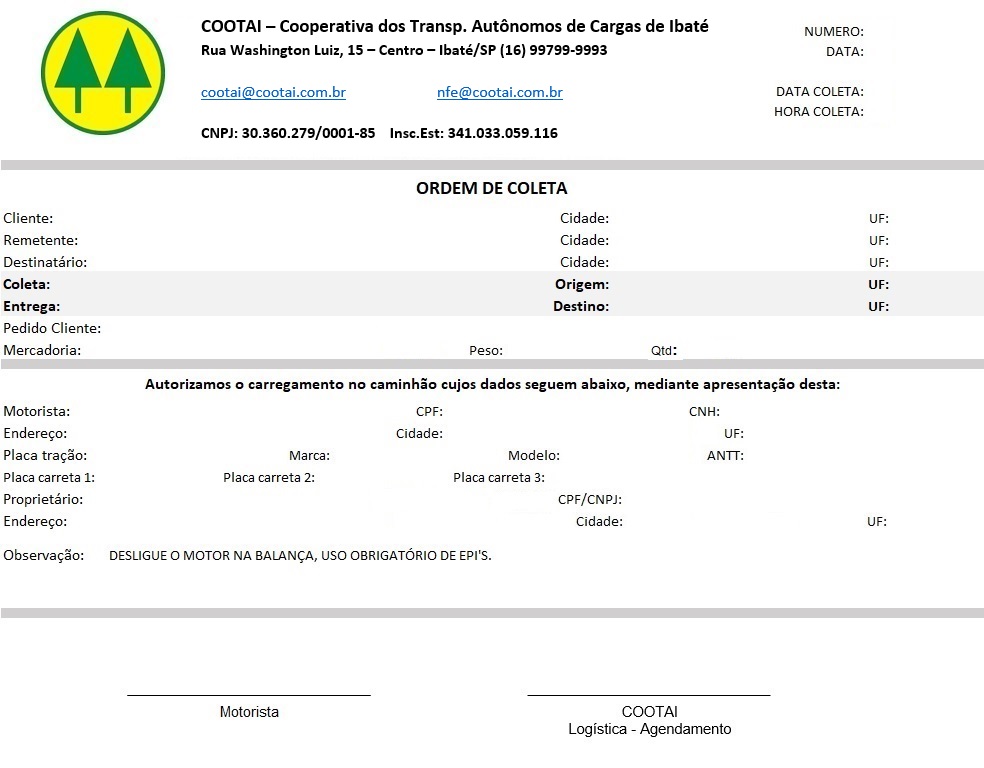 COOTAI – Cooperativa dos Transp. Autônomos de Cargas de Ibaté
Rua Washington Luiz, 15 – Centro – Ibaté/SP (16) 99799-9993
cootai@cootai.com.br nfe@cootai.com.br
CNPJ: 30.360.279/0001-85 Insc.Est: 341.033.059.116
NUMERO:
DATA:
DATA COLETA:
HORA COLETA:
ORDEM DE COLETA
Cliente: Cidade: UF:
Remetente: Cidade: UF:
Destinatário: Cidade: UF:
Coleta: Origem: UF:
Entrega: Destino: UF:
Pedido Cliente:
Mercadoria: Peso: Qtd:
Autorizamos o carregamento no caminhão cujos dados seguem abaixo, mediante apresentação desta:
Motorista: CPF: CNH:
Endereço: Cidade: UF:
Placa tração: Marca: Modelo: ANTT:
Placa carreta 1: Placa carreta 2: Placa carreta 3:
Proprietário: CPF/CNPJ:
Endereço: Cidade: UF:
Observação: DESLIGUE O MOTOR NA BALANÇA, USO OBRIGATÓRIO DE EPI'S.
Motorista
COOTAI
Logística - Agendamento